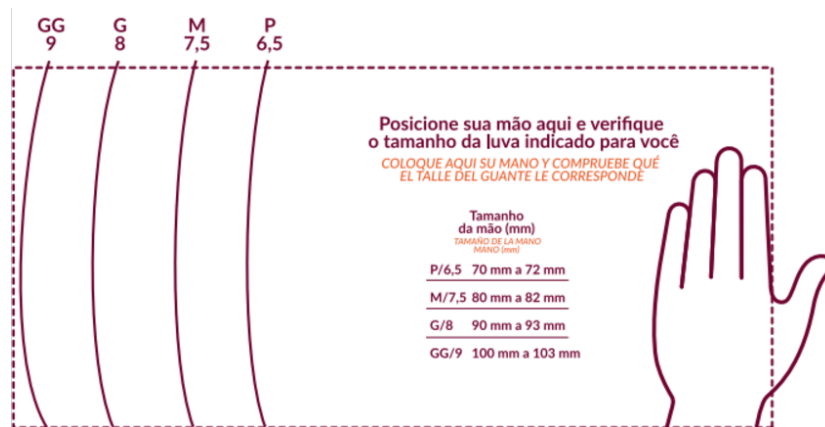 GG G M P
9 8 7,5 6,5
Posicione sua mão aqui e verifique
o tamanho da luva indicado para você
COLOQUE AQUI SU MANO Y COMPRUEBE QUÉ
EL TALLE DEL GUANTE LE CORRESPONDE
Tamanho
da mão (mm)
TAMAÑO DE LA MANO
MANO (mm)
P/6,5 70 mm a 72 mm
M/7,5 80 mm a 82 mm
G/8 90 mm a 93 mm
GG/9 100 mm a 103 mm